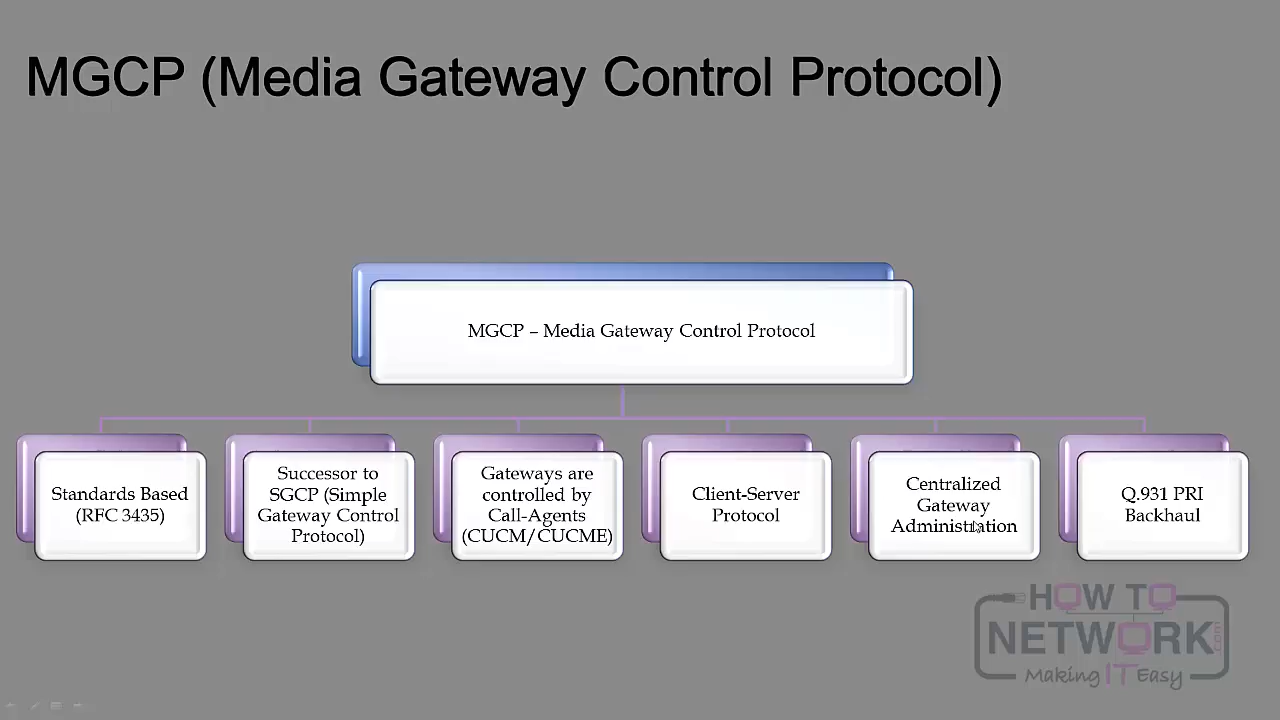 MGCP (Media Gateway Control Protocol)
MGCP – Media Gateway Control Protocol
Standards Based
(RFC 3435)
Successor to
SGCP (Simple
Gateway Control
Protocol)
Gateways are
controlled by
Call-Agents
(CUCM/CUCME)
Client-Server
Protocol
Centralized
Gateway
Administration
Q.931 PRI
Backhaul
HOW TO
NETWORK.com
Making IT Easy